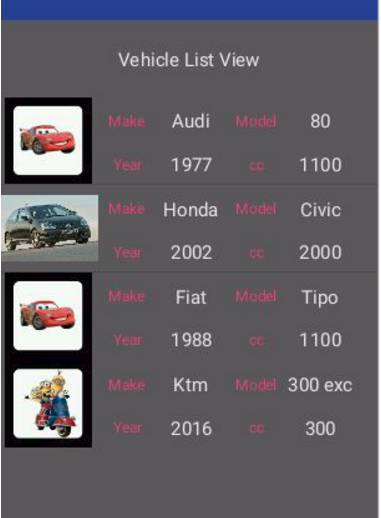 Vehicle List View
Make Audi Model 80
Year 1977 cc 1100
Make Honda Model Civic
Year 2002 cc 2000
Make Fiat Model Tipo
Year 1988 cc 1100
Make Ktm Model 300 exc
Year 2016 cc 300